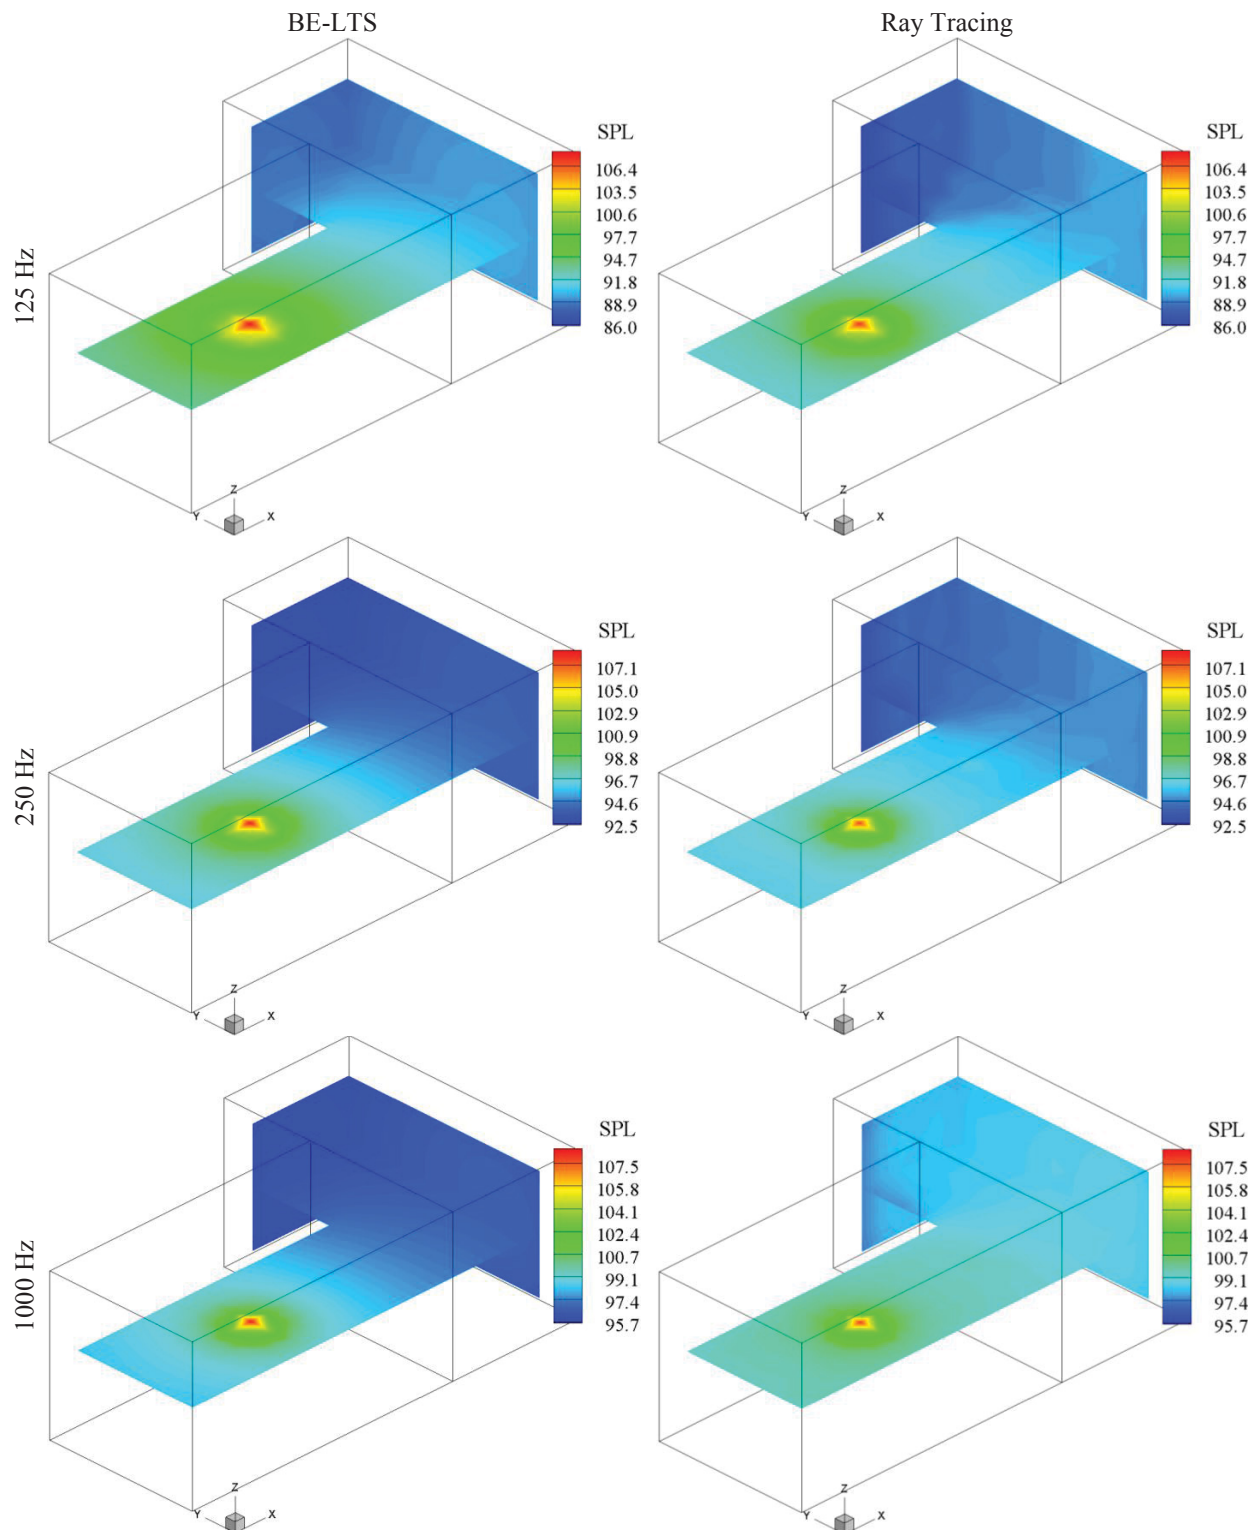 BE-LTS
Ray Tracing
125 Hz
SPL
106.4
103.5
100.6
97.7
94.7
91.8
88.9
86.0
Z
Y
X
SPL
106.4
103.5
100.6
97.7
94.7
91.8
88.9
86.0
Z
Y
X
250 Hz
SPL
107.1
105.0
102.9
100.9
98.8
96.7
94.6
92.5
Z
Y
X
SPL
107.1
105.0
102.9
100.9
98.8
96.7
94.6
92.5
Z
Y
X
1000 Hz
SPL
107.5
105.8
104.1
102.4
100.7
99.1
97.4
95.7
Z
Y
X
SPL
107.5
105.8
104.1
102.4
100.7
99.1
97.4
95.7
Z
Y
X